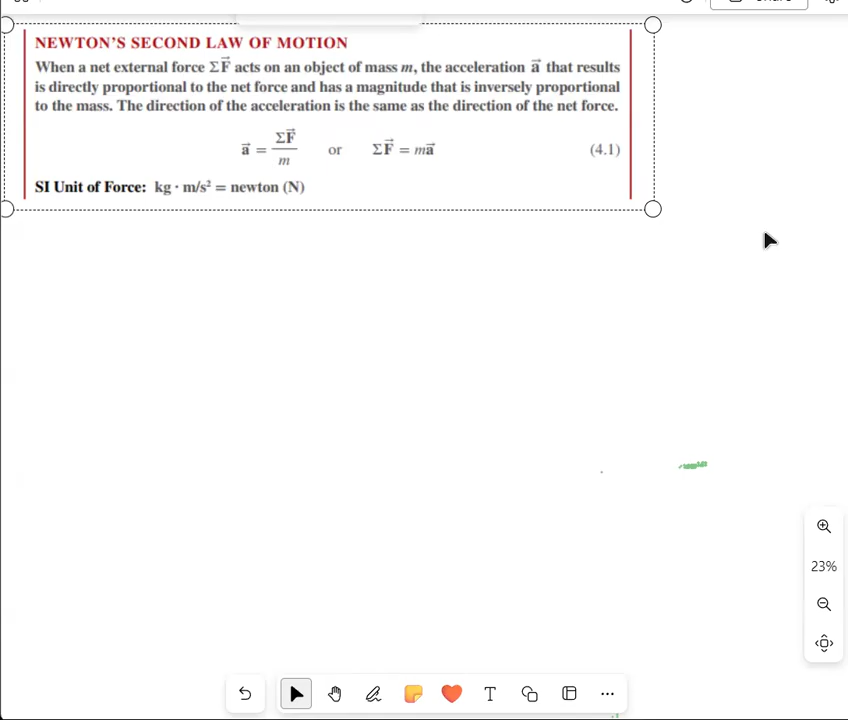 NEWTON'S SECOND LAW OF MOTION
When a net external force ΣF⃗ acts on an object of mass m, the acceleration a⃗ that results
is directly proportional to the net force and has a magnitude that is inversely proportional
to the mass. The direction of the acceleration is the same as the direction of the net force.
a⃗ = ΣF⃗/m or ΣF⃗ = ma⃗ (4.1)
SI Unit of Force: kg · m/s² = newton (N)
23%
T